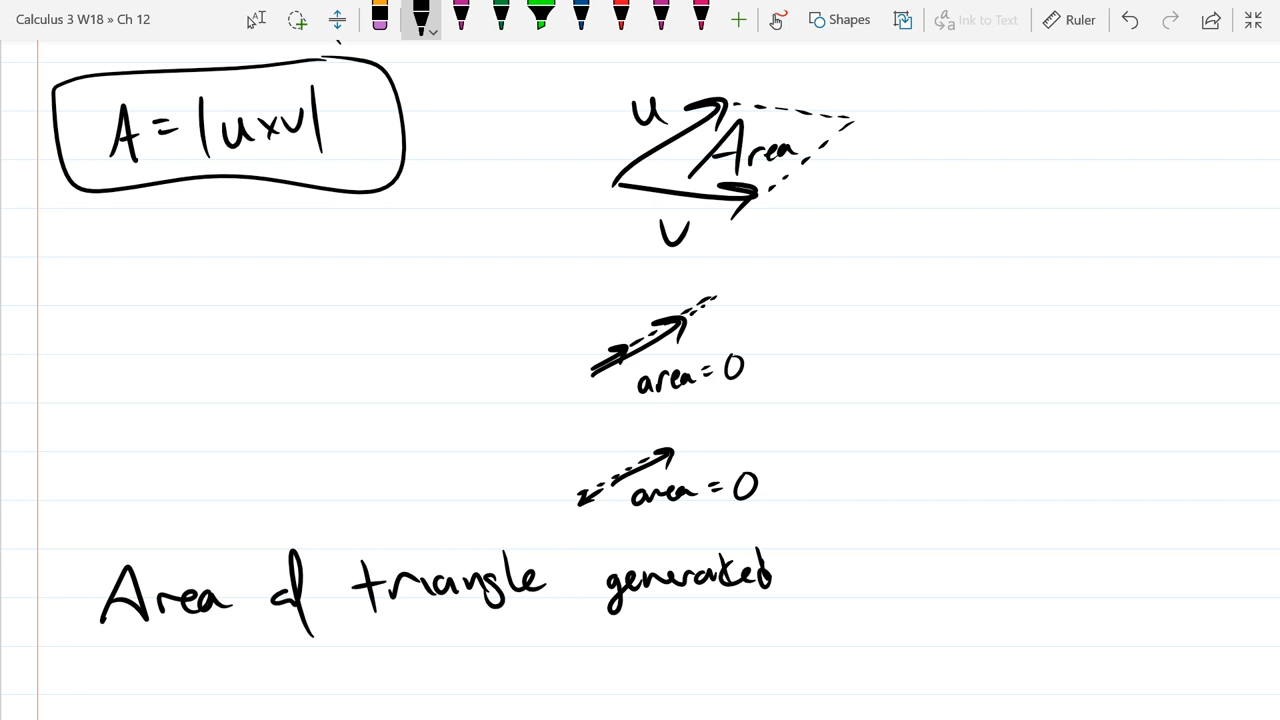 Calculus 3 W18 » Ch 12
Shapes
Ink to Text
Ruler
A = |u×v|
u
Area
v
area = 0
area = 0
Area of triangle generated